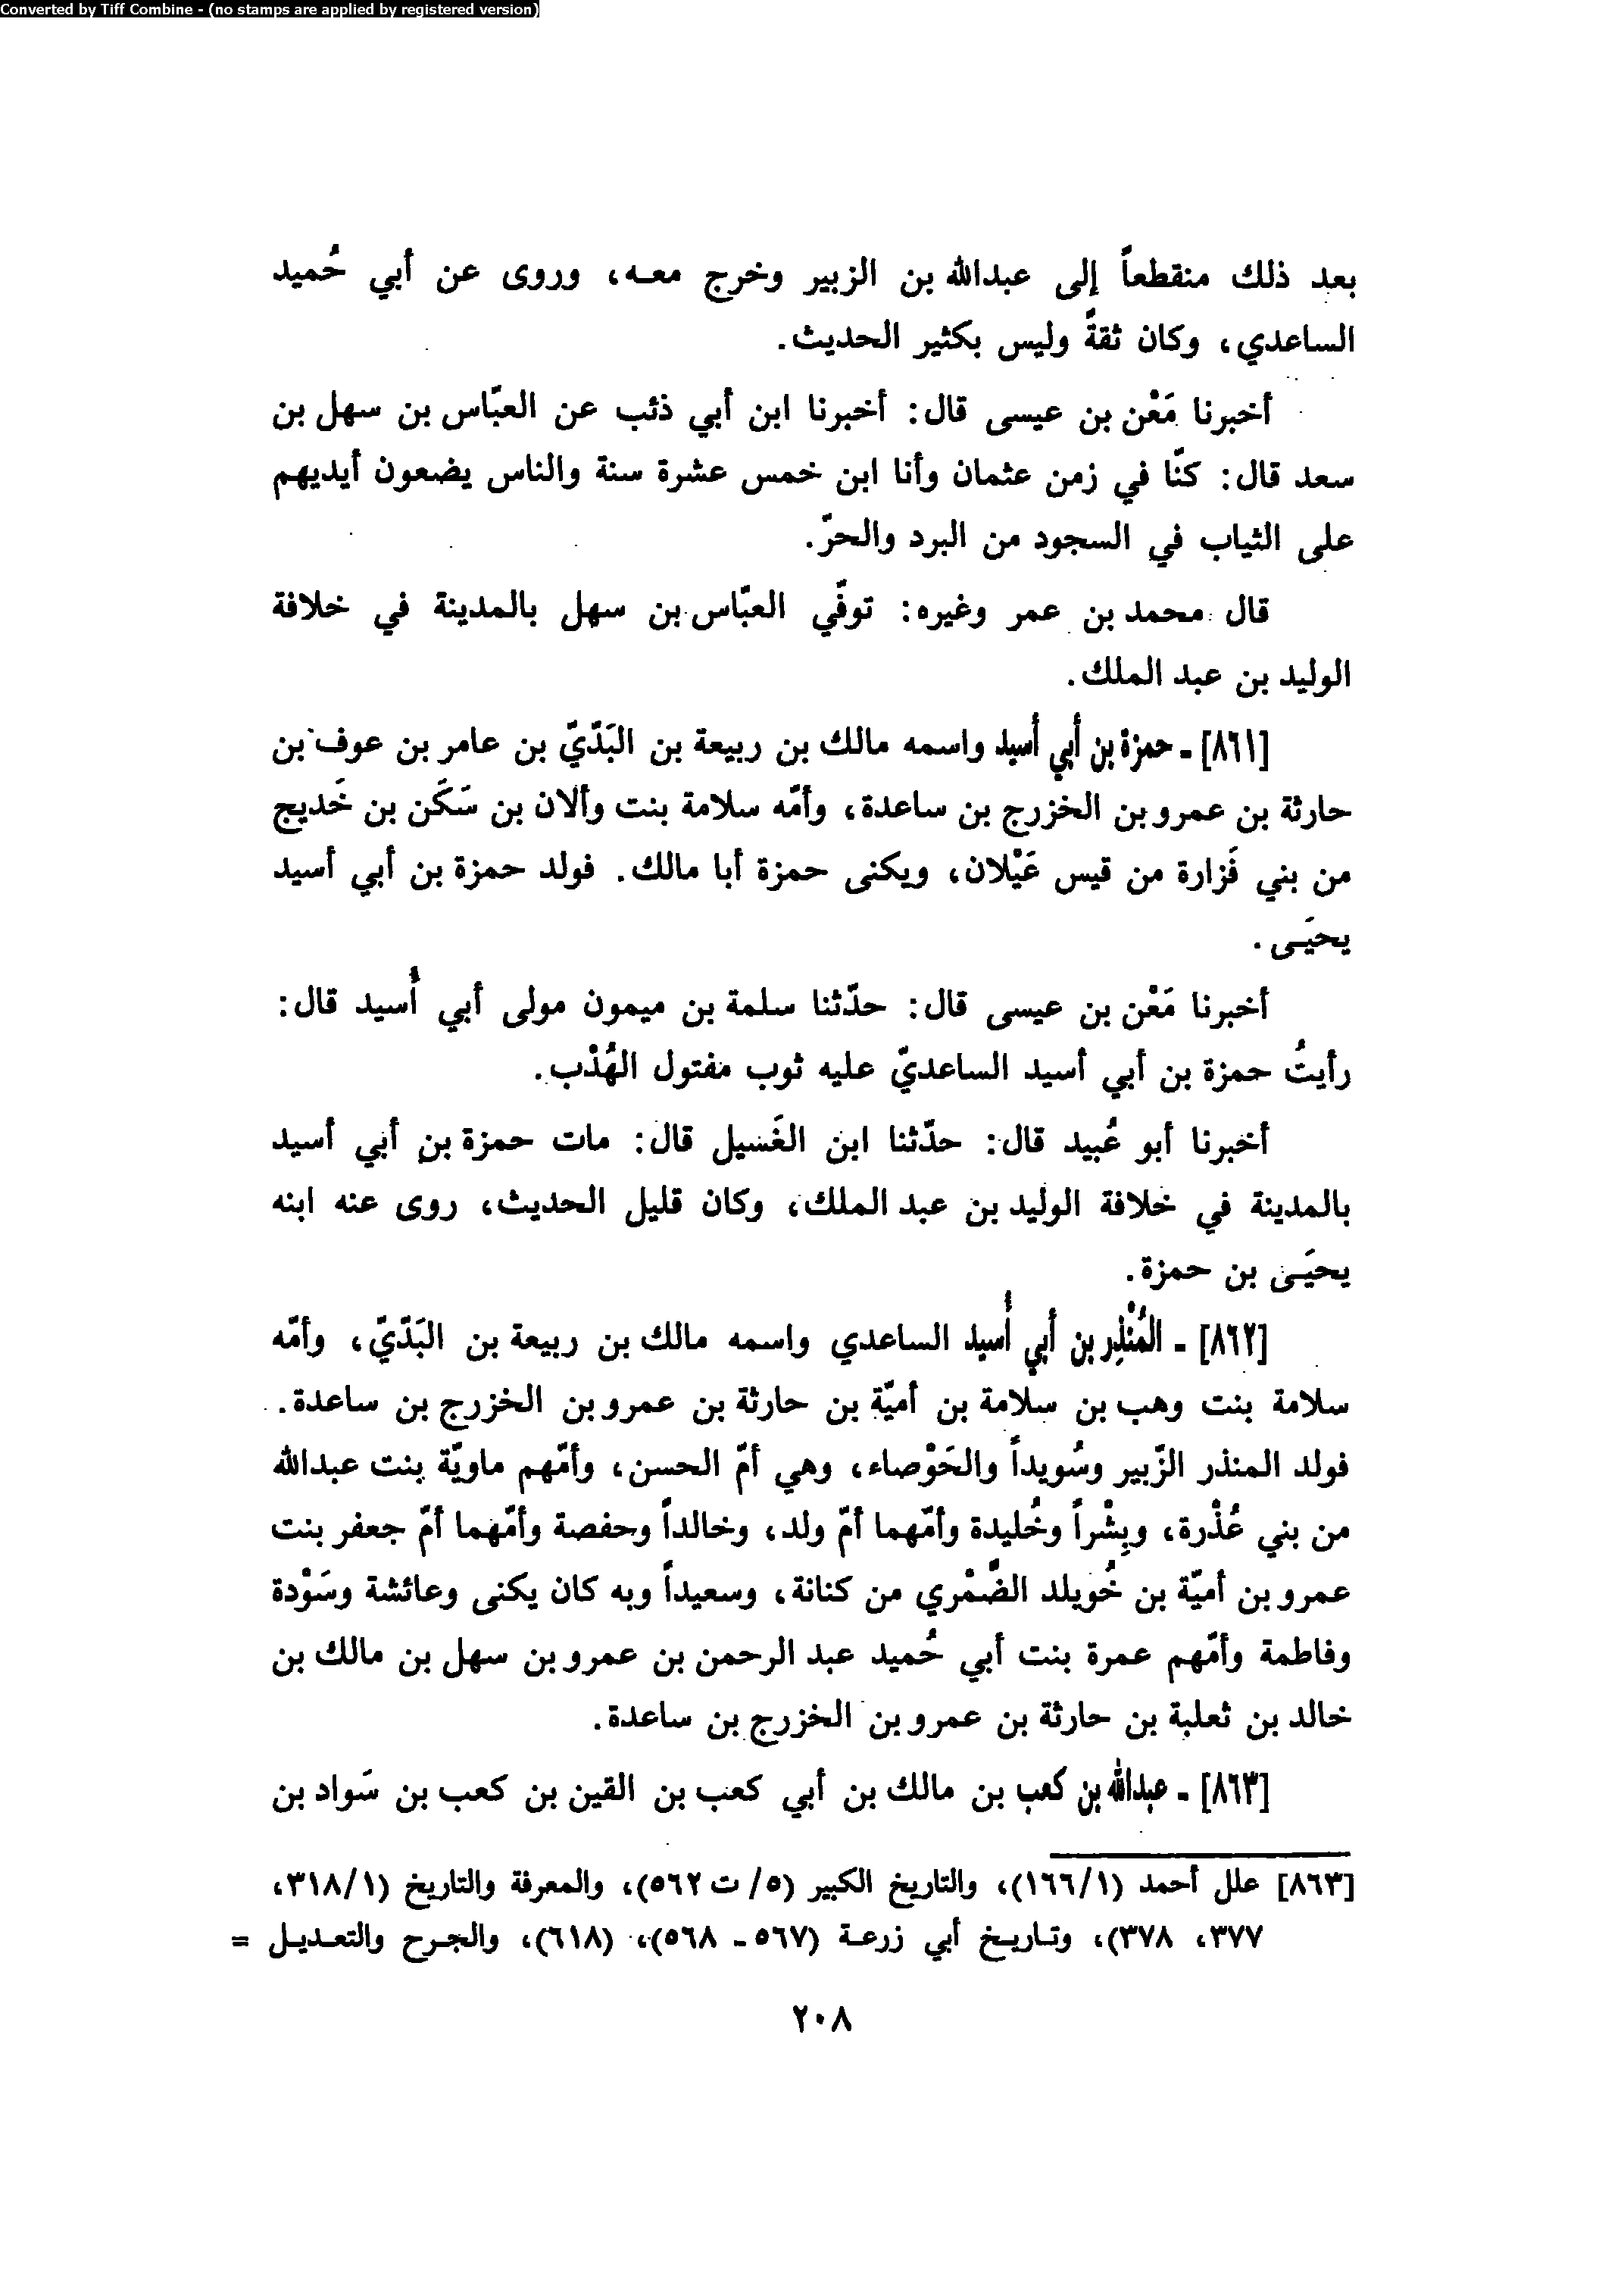 Converted by Tiff Combine - (no stamps are applied by registered version)
بعد ذلك منقطعاً إلى عبدالله بن الزبير وخرج معـه، وروى عن أبي حُميد
الساعدي، وكان ثقةً وليس بكثير الحديث.
أخبرنا مَعْن بن عيسى قال: أخبرنا ابن أبي ذئب عن العبّاس بن سهل بن
سعد قال: كنّا في زمن عثمان وأنا ابن خمس عشرة سنة والناس يضعون أيديهم
على الثياب في السجود من البرد والحرّ.
قال محمد بن عمر وغيره: توفّي العبّاس بن سهل بالمدينة في خلافة
الوليد بن عبد الملك.
[٨٦١] - حمزة بن أبي أُسيد واسمه مالك بن ربيعة بن البَدّيّ بن عامر بن عوف بن
حارثة بن عمرو بن الخزرج بن ساعدة، وأمّه سلامة بنت وألان بن سَكَن بن خَديج
من بني فَزارة من قيس عَيْلان، ويكنى حمزة أبا مالك. فولد حمزة بن أبي أسيد
يحيَـى.
أخبرنا مَعْن بن عيسى قال: حدّثنا سلمة بن ميمون مولى أبي أُسيد قال:
رأيتُ حمزة بن أبي أسيد الساعديّ عليه ثوب مفتول الهُدْب.
أخبرنا أبو عُبيد قال: حدّثنا ابن الغَسيل قال: مات حمزة بن أبي أسيد
بالمدينة في خلافة الوليد بن عبد الملك، وكان قليل الحديث، روى عنه ابنه
يحيَـى بن حمزة.
[٨٦٢] - المُنْذِر بن أبي أُسيد الساعدي واسمه مالك بن ربيعة بن البَدّيّ، وأمّه
سلامة بنت وهب بن سلامة بن أميّة بن حارثة بن عمرو بن الخزرج بن ساعدة.
فولد المنذر الزّبير وسُويداً والحَوْصاء، وهي أمّ الحسن، وأمّهم ماويّة بنت عبدالله
من بني عُذْرة، وبِشْراً وخُليدة وأمّهما أمّ ولد، وخالداً وحفصة وأمّهما أمّ جعفر بنت
عمرو بن أميّة بن خُويلد الضّمْري من كنانة، وسعيداً وبه كان يكنى وعائشة وسَوْدة
وفاطمة وأمّهم عمرة بنت أبي حُميد عبد الرحمن بن عمرو بن سهل بن مالك بن
خالد بن ثعلبة بن حارثة بن عمرو بن الخزرج بن ساعدة.
[٨٦٣] - عبدالله بن كعب بن مالك بن أبي كعب بن القين بن كعب بن سَواد بن
[٨٦٣] علل أحمد (١/١٦٦)، والتاريخ الكبير (٥/ ت ٥٦٢)، والمعرفة والتاريخ (١/٣١٨،
٣٧٧، ٣٧٨)، وتـاريـخ أبي زرعـة (٥٦٧ - ٥٦٨)، (٦١٨)، والجـرح والتعـديـل =
٢٠٨